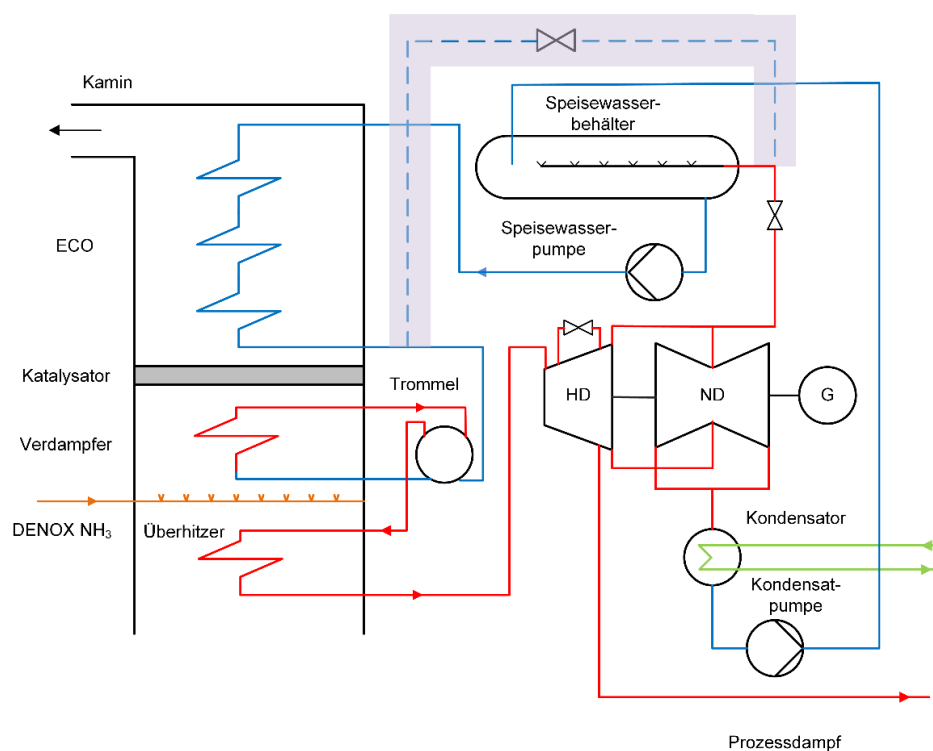 Kamin
Speisewasser-
behälter
ECO
Speisewasser-
pumpe
Katalysator
Trommel
HD
ND
G
Verdampfer
DENOX NH₃
Überhitzer
Kondensator
Kondensat-
pumpe
Prozessdampf